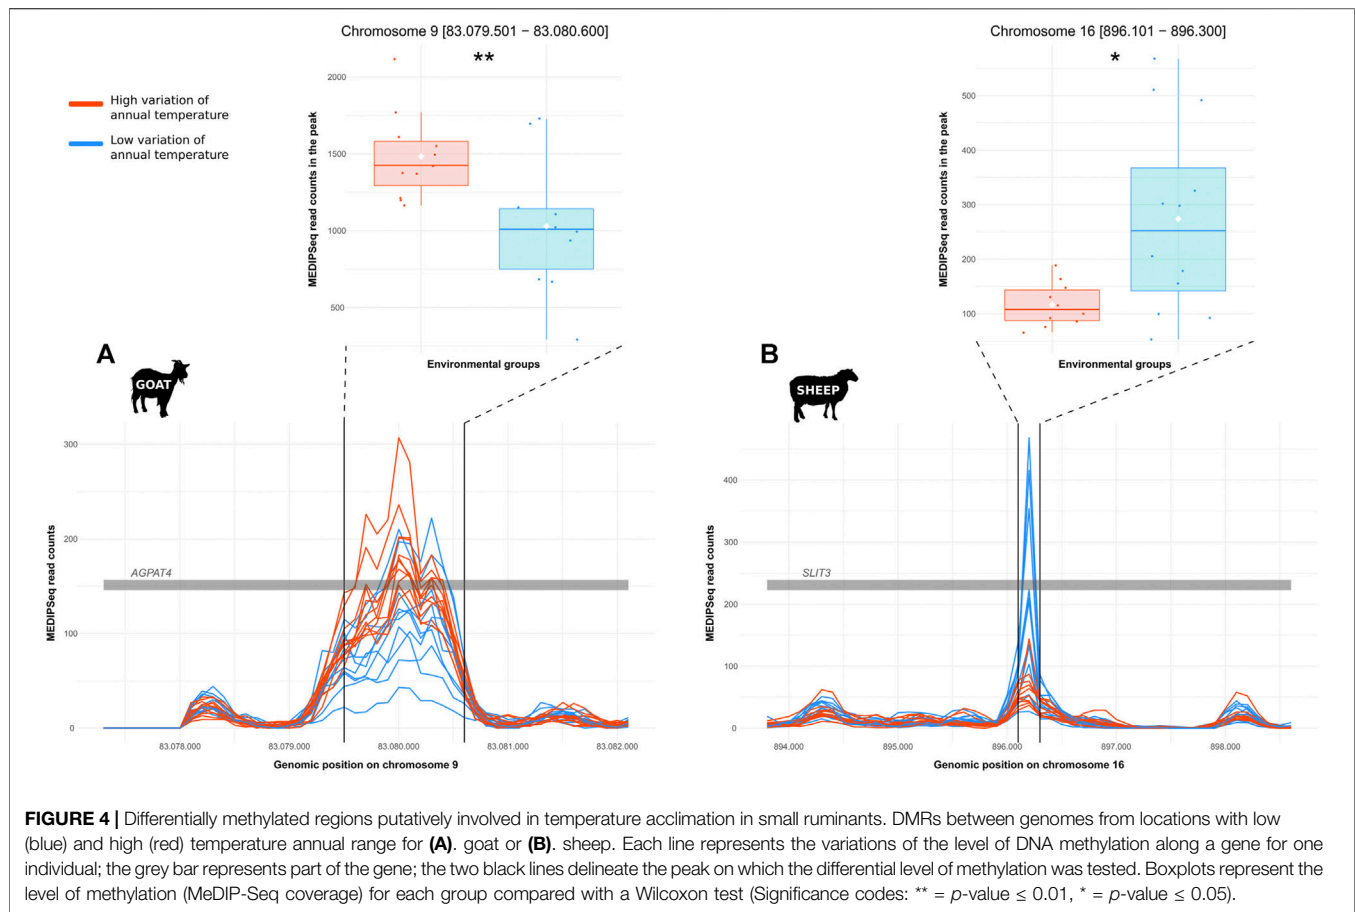 Chromosome 9 [83.079.501 − 83.080.600]
**
High variation of
annual temperature
Low variation of
annual temperature
MEDIPSeq read counts in the peak
2000
1500
1000
500
Environmental groups
A
GOAT
MEDIPSeq read counts
300
200
100
0
AGPAT4
83.078.000
83.079.000
83.080.000
83.081.000
83.082.000
Genomic position on chromosome 9
Chromosome 16 [896.101 − 896.300]
*
MEDIPSeq read counts in the peak
500
400
300
200
100
Environmental groups
B
SHEEP
MEDIPSeq read counts
400
300
200
100
0
SLIT3
894.000
895.000
896.000
897.000
898.000
Genomic position on chromosome 16
FIGURE 4 | Differentially methylated regions putatively involved in temperature acclimation in small ruminants. DMRs between genomes from locations with low
(blue) and high (red) temperature annual range for (A). goat or (B). sheep. Each line represents the variations of the level of DNA methylation along a gene for one
individual; the grey bar represents part of the gene; the two black lines delineate the peak on which the differential level of methylation was tested. Boxplots represent the
level of methylation (MeDIP-Seq coverage) for each group compared with a Wilcoxon test (Significance codes: ** = p-value ≤ 0.01, * = p-value ≤ 0.05).